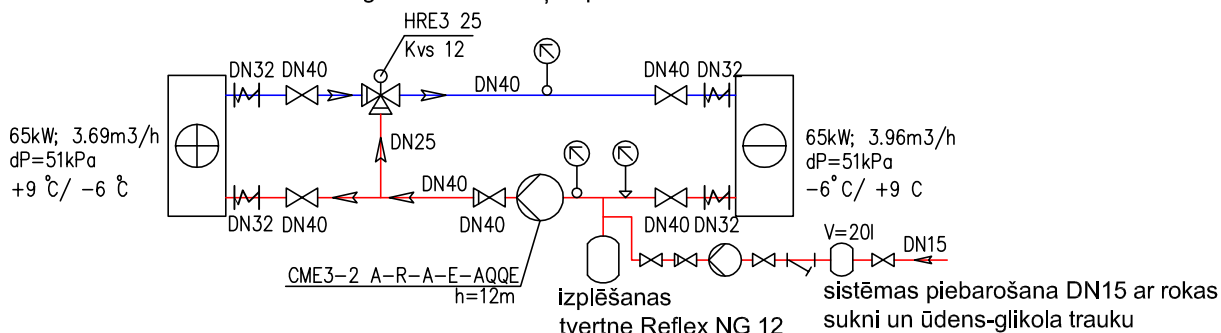 HRE3 25
Kvs 12
DN32
DN40
DN40
DN40
DN32
65kW; 3.69m3/h
dP=51kPa
+9 °C/ -6 °C
DN25
65kW; 3.96m3/h
dP=51kPa
-6°C/ +9 C
DN40
DN32
DN40
DN40
DN40
DN32
V=20l
DN15
CME3-2 A-R-A-E-AQQE
h=12m
izplēšanas
tvertne Reflex NG 12
sistēmas piebarošana DN15 ar rokas
sukni un ūdens-glikola trauku